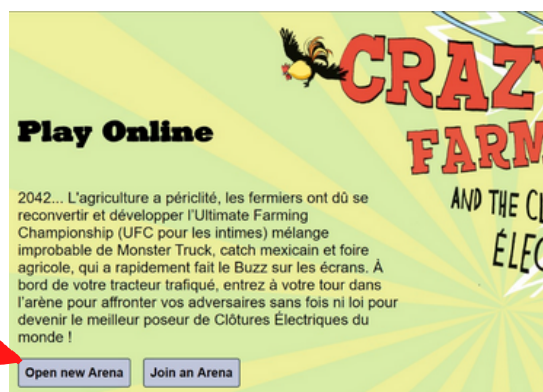 CRAZY
FARM
AND THE CL
ÉLEC
Play Online
2042... L'agriculture a périclité, les fermiers ont dû se
reconvertir et développer l'Ultimate Farming
Championship (UFC pour les intimes) mélange
improbable de Monster Truck, catch mexicain et foire
agricole, qui a rapidement fait le Buzz sur les écrans. À
bord de votre tracteur trafiqué, entrez à votre tour dans
l'arène pour affronter vos adversaires sans fois ni loi pour
devenir le meilleur poseur de Clôtures Électriques du
monde !
Open new Arena
Join an Arena